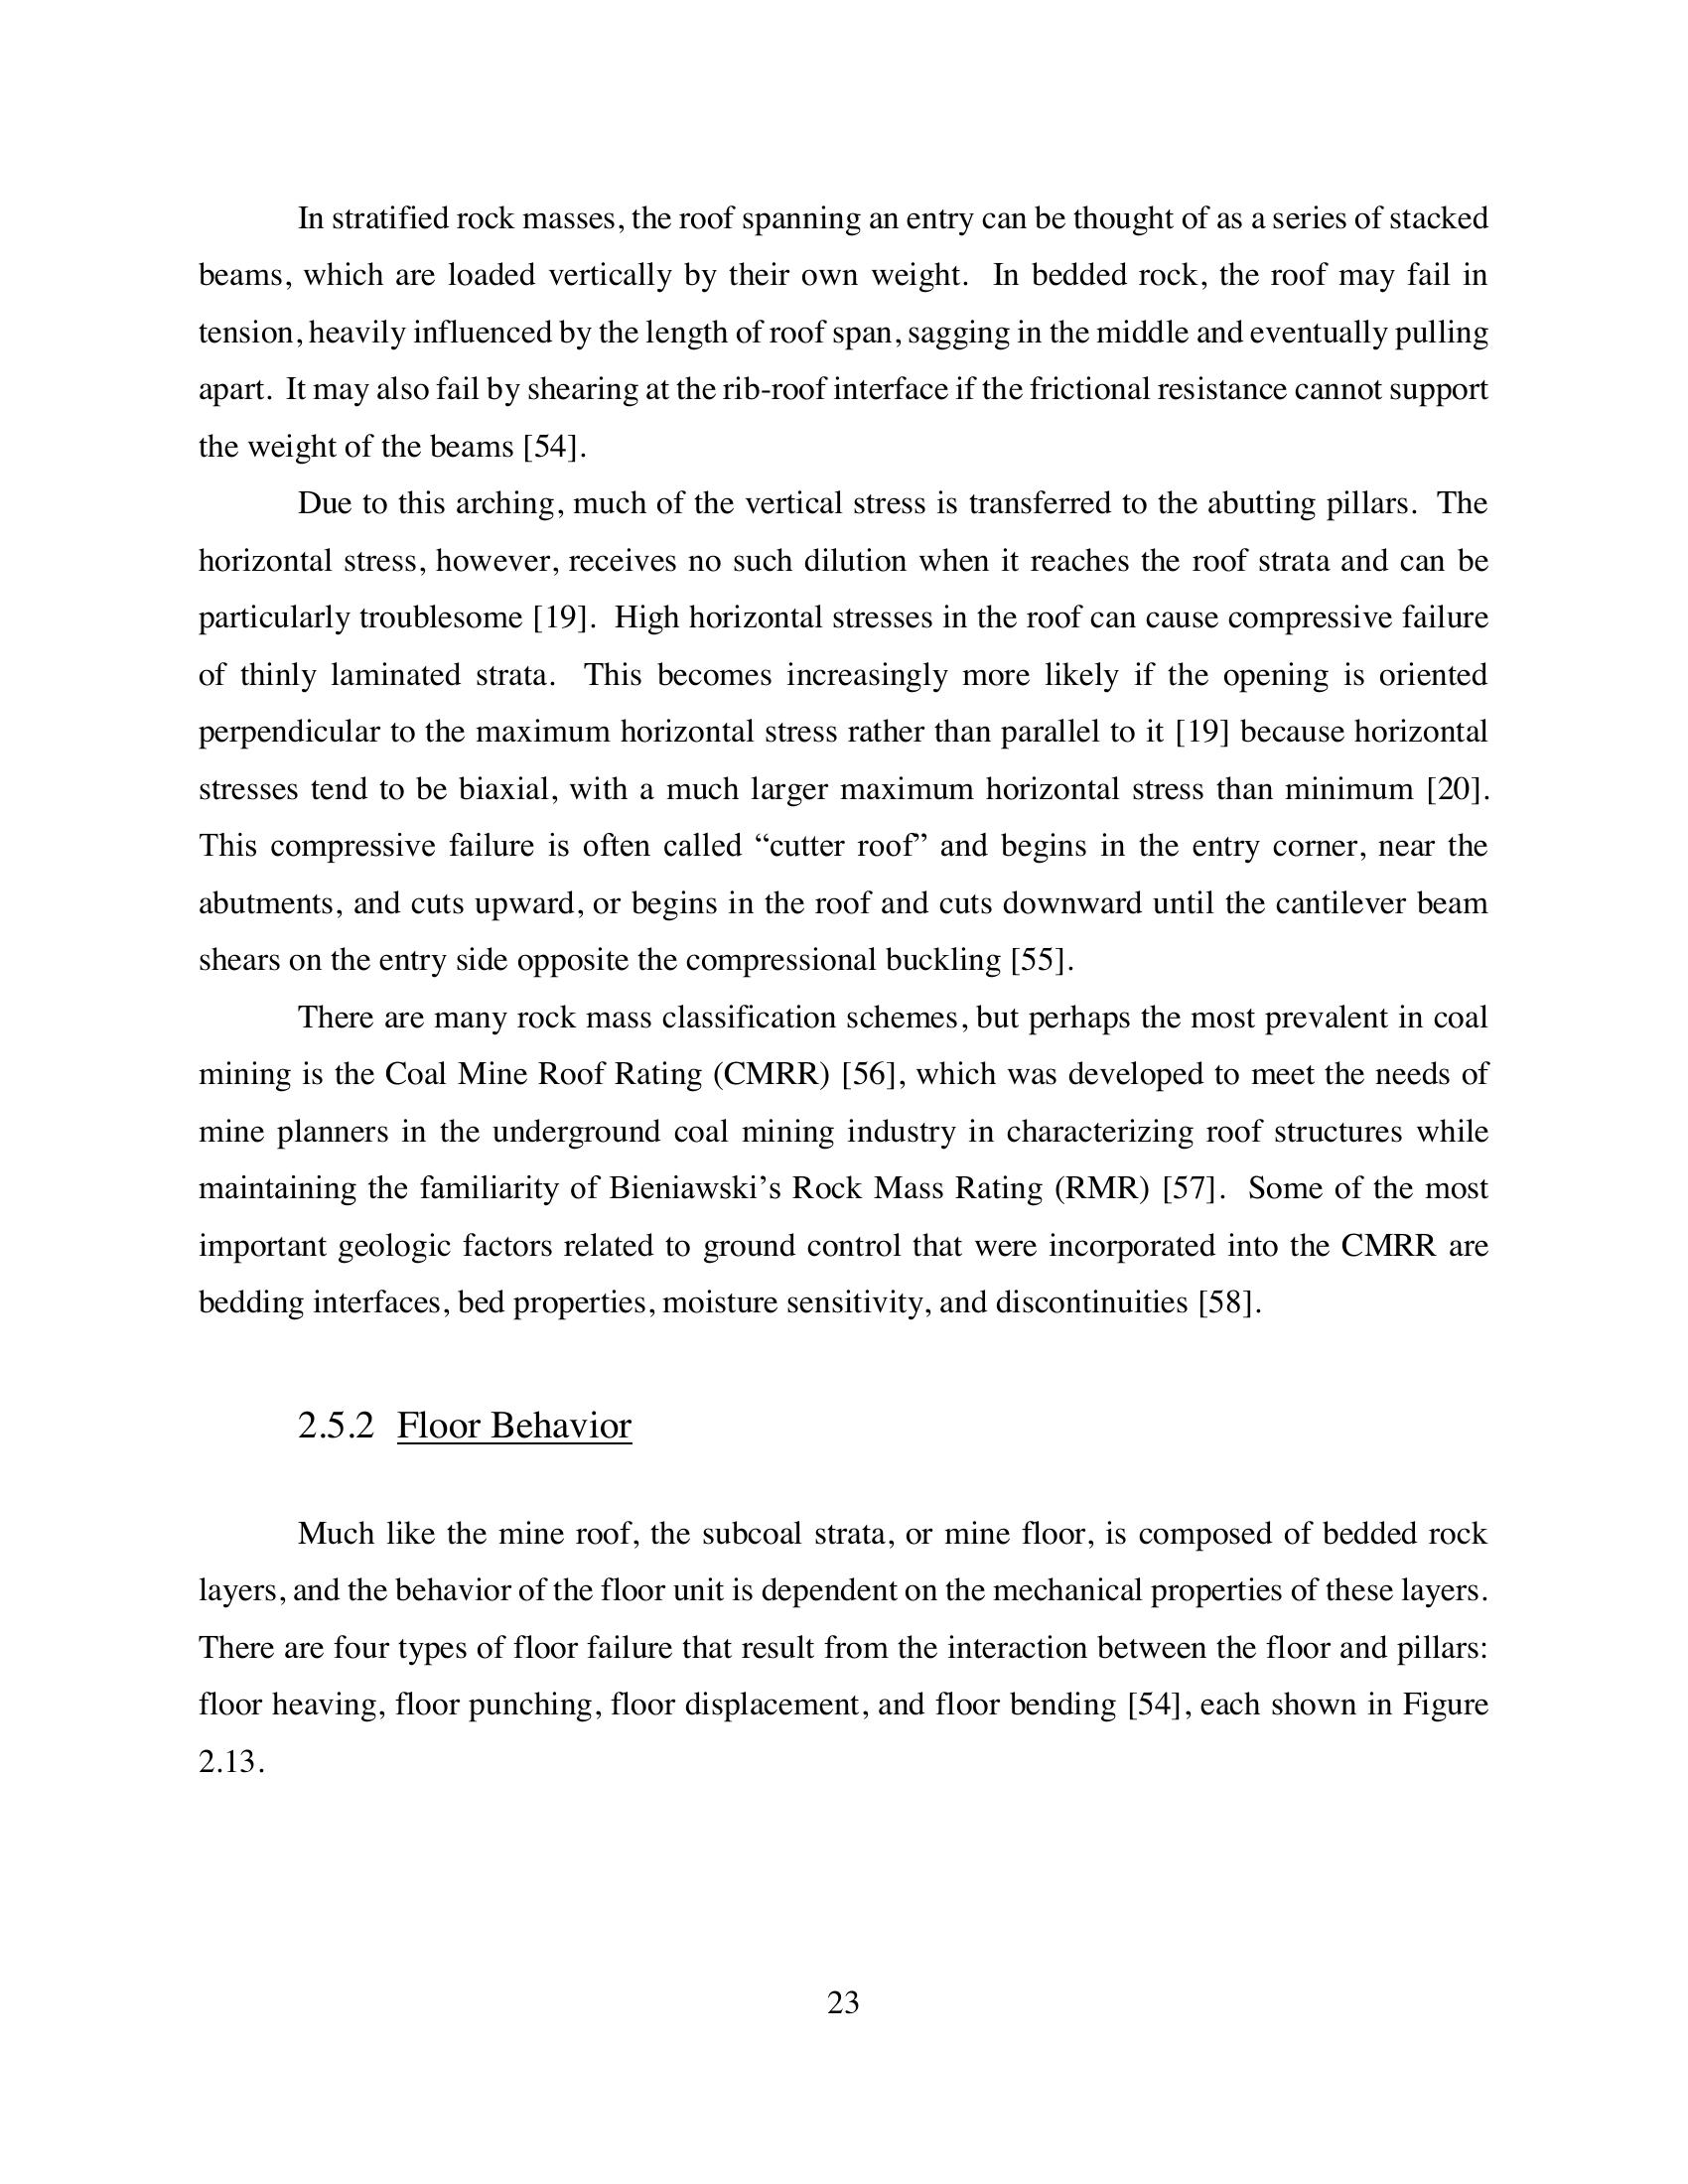 In stratified rock masses, the roof spanning an entry can be thought of as a series of stacked
beams, which are loaded vertically by their own weight. In bedded rock, the roof may fail in
tension, heavily influenced by the length of roof span, sagging in the middle and eventually pulling
apart. It may also fail by shearing at the rib-roof interface if the frictional resistance cannot support
the weight of the beams [54].
Due to this arching, much of the vertical stress is transferred to the abutting pillars. The
horizontal stress, however, receives no such dilution when it reaches the roof strata and can be
particularly troublesome [19]. High horizontal stresses in the roof can cause compressive failure
of thinly laminated strata. This becomes increasingly more likely if the opening is oriented
perpendicular to the maximum horizontal stress rather than parallel to it [19] because horizontal
stresses tend to be biaxial, with a much larger maximum horizontal stress than minimum [20].
This compressive failure is often called “cutter roof” and begins in the entry corner, near the
abutments, and cuts upward, or begins in the roof and cuts downward until the cantilever beam
shears on the entry side opposite the compressional buckling [55].
There are many rock mass classification schemes, but perhaps the most prevalent in coal
mining is the Coal Mine Roof Rating (CMRR) [56], which was developed to meet the needs of
mine planners in the underground coal mining industry in characterizing roof structures while
maintaining the familiarity of Bieniawski’s Rock Mass Rating (RMR) [57]. Some of the most
important geologic factors related to ground control that were incorporated into the CMRR are
bedding interfaces, bed properties, moisture sensitivity, and discontinuities [58].
2.5.2 Floor Behavior
Much like the mine roof, the subcoal strata, or mine floor, is composed of bedded rock
layers, and the behavior of the floor unit is dependent on the mechanical properties of these layers.
There are four types of floor failure that result from the interaction between the floor and pillars:
floor heaving, floor punching, floor displacement, and floor bending [54], each shown in Figure
2.13.
23